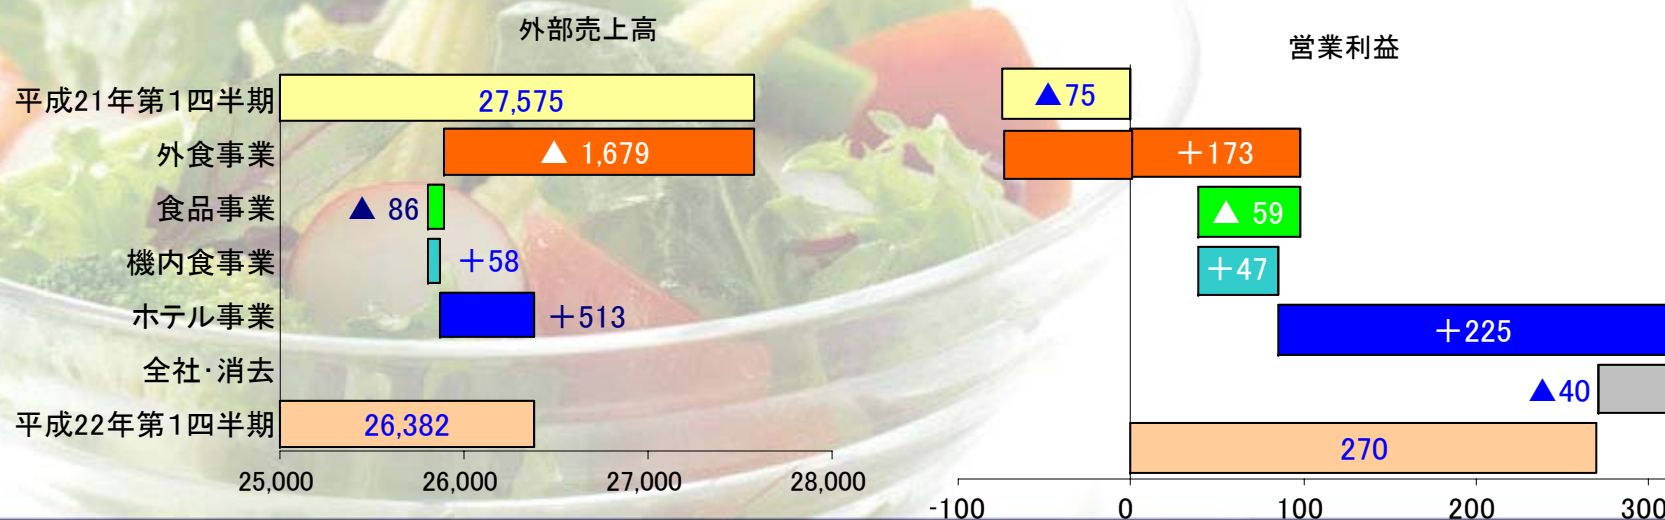 外部売上高
営業利益
平成21年第1四半期
27,575
▲75
外食事業
▲ 1,679
+173
食品事業
▲ 86
▲ 59
機内食事業
+58
+47
ホテル事業
+513
+225
全社・消去
▲40
平成22年第1四半期
26,382
270
25,000 26,000 27,000 28,000
-100 0 100 200 300